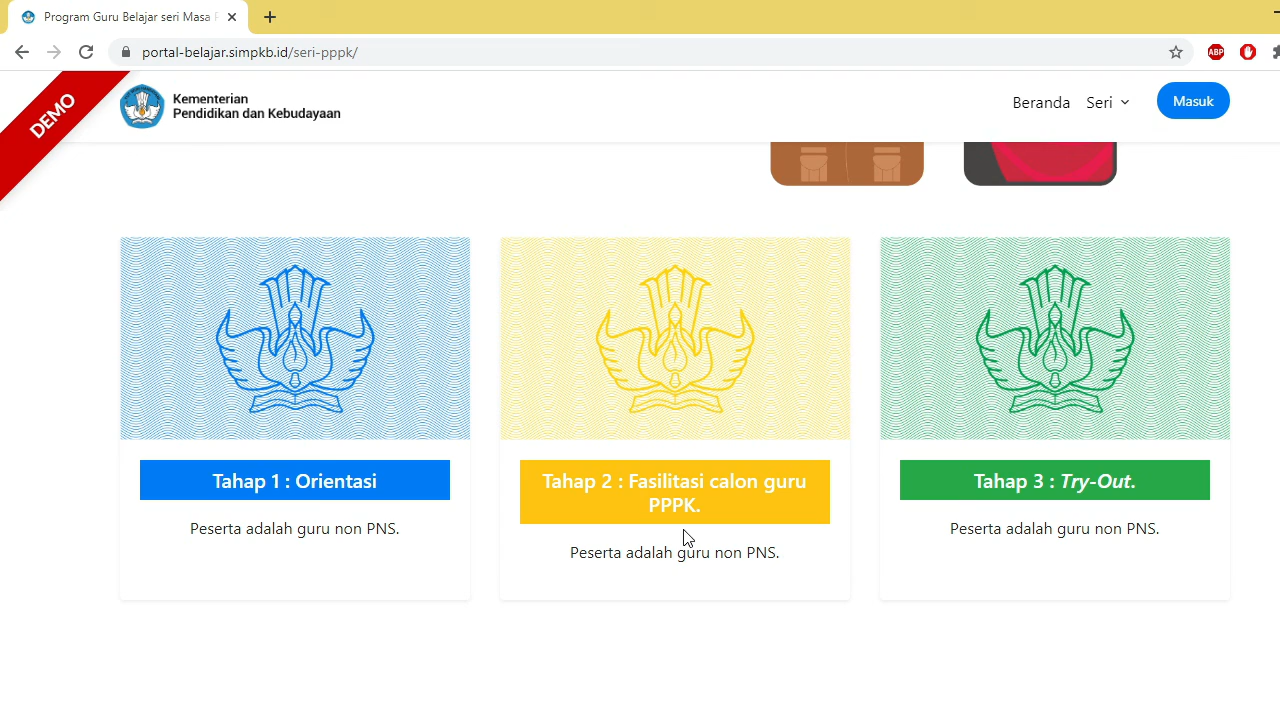 Program Guru Belajar seri Masa
portal-belajar.simpkb.id/seri-pppk/
ABP
DEMO
Kementerian
Pendidikan dan Kebudayaan
Beranda
Seri
Masuk
Tahap 1 : Orientasi
Peserta adalah guru non PNS.
Tahap 2 : Fasilitasi calon guru
PPPK.
Peserta adalah guru non PNS.
Tahap 3 : Try-Out.
Peserta adalah guru non PNS.